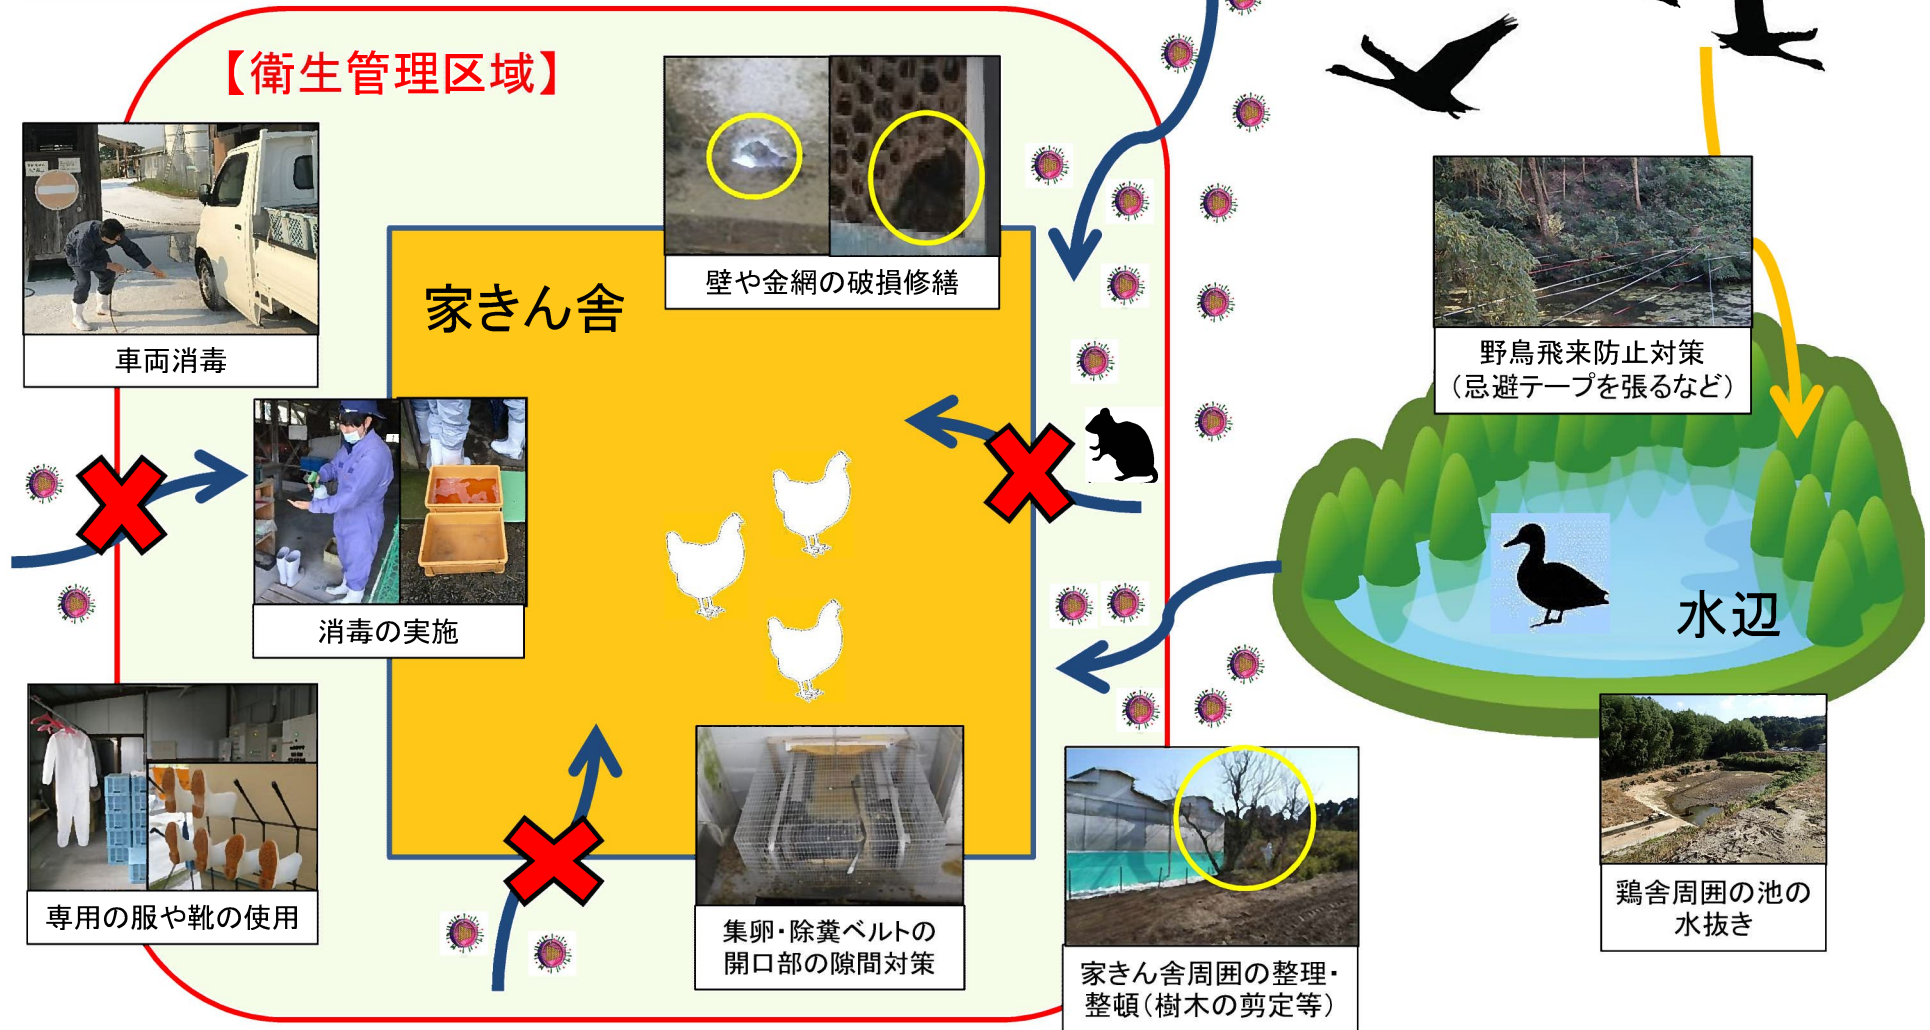 【衛生管理区域】
車両消毒
家きん舎
壁や金網の破損修繕
野鳥飛来防止対策
(忌避テープを張るなど)
消毒の実施
水辺
専用の服や靴の使用
集卵・除糞ベルトの
開口部の隙間対策
家きん舎周囲の整理・
整頓(樹木の剪定等)
鶏舎周囲の池の
水抜き